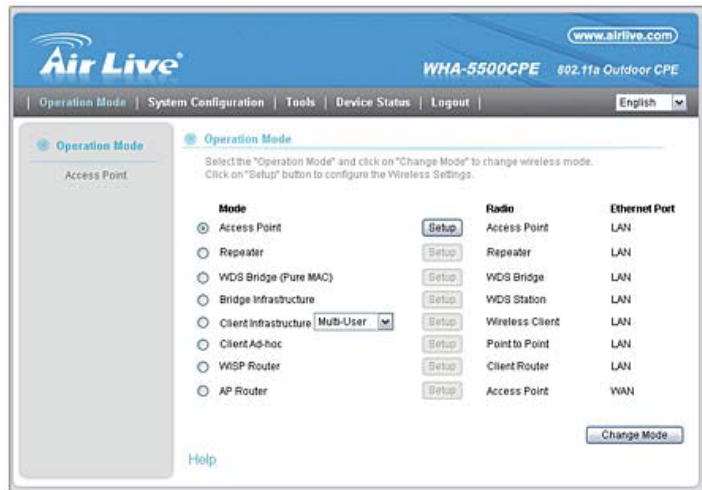 www.airlive.com
Air Live
WHA-5500CPE 802.11a Outdoor CPE
| Operation Mode | System Configuration | Tools | Device Status | Logout | English
Operation Mode
Access Point
Operation Mode
Select the "Operation Mode" and click on "Change Mode" to change wireless mode.
Click on "Setup" button to configure the Wireless Settings.
Mode Radio Ethernet Port
Access Point Setup Access Point LAN
Repeater Setup Repeater LAN
WDS Bridge (Pure MAC) Setup WDS Bridge LAN
Bridge Infrastructure Setup WDS Station LAN
Client Infrastructure Multi-User Setup Wireless Client LAN
Client Ad-hoc Setup Point to Point LAN
WISP Router Setup Client Router LAN
AP Router Setup Access Point WAN
Change Mode
Help